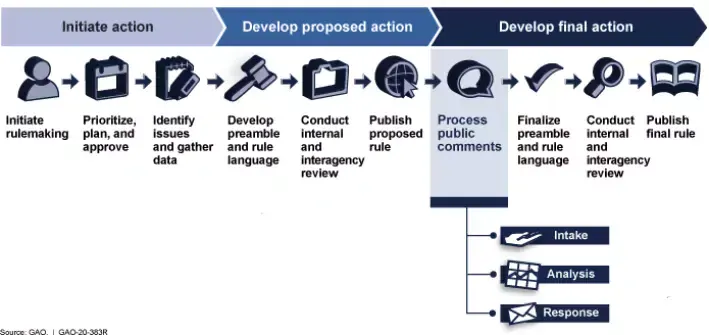 Initiate action
Develop proposed action
Develop final action
Initiate
rulemaking
Prioritize,
plan, and
approve
Identify
issues
and gather
data
Develop
preamble
and rule
language
Conduct
internal
and
interagency
review
Publish
proposed
rule
Process
public
comments
Finalize
preamble
and rule
language
Conduct
internal
and
interagency
review
Publish
final rule
Intake
Analysis
Response
Source: GAO. | GAO-20-383R